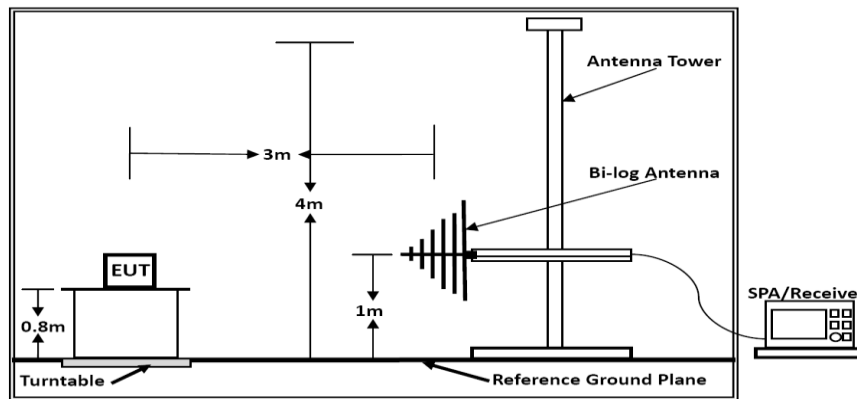 Antenna Tower
3m
Bi-log Antenna
4m
EUT
1m
0.8m
SPA/Receive
Turntable
Reference Ground Plane